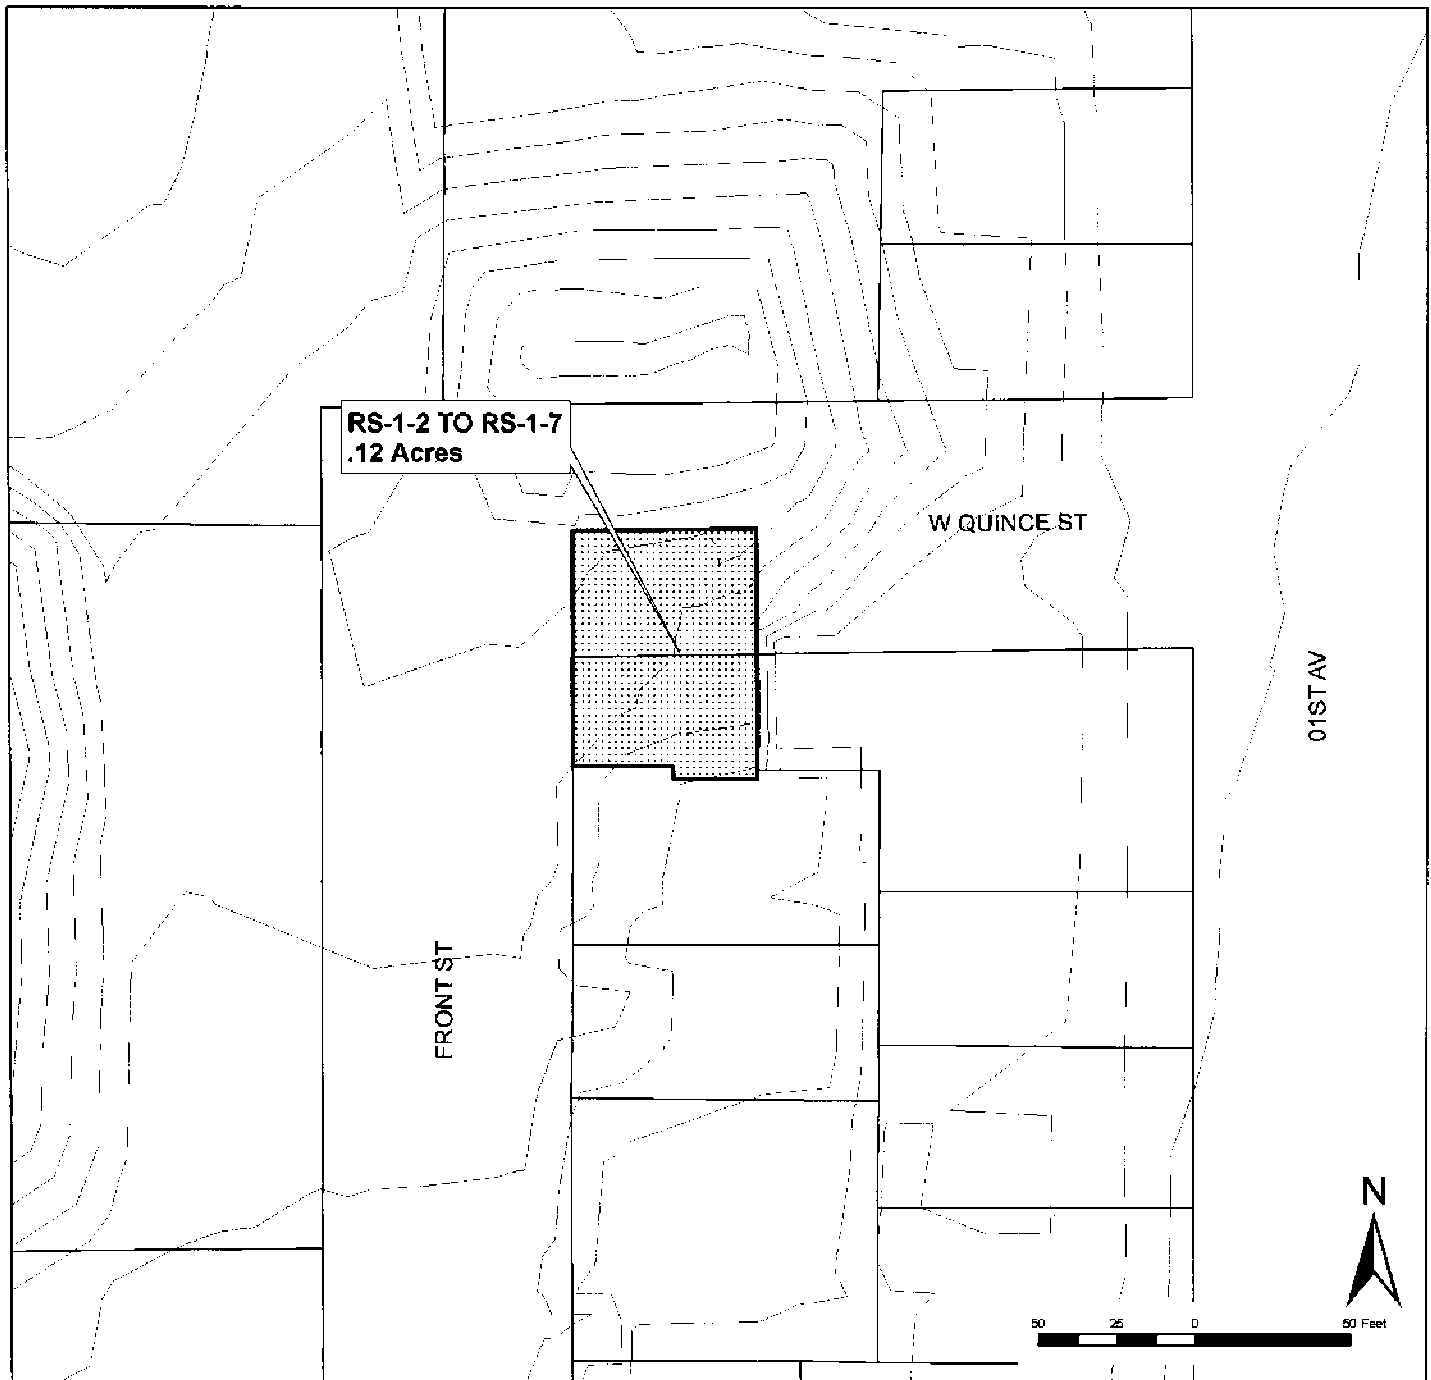 RS-1-2 TO RS-1-7
.12 Acres
W QUINCE ST
01ST AV
FRONT ST
N
50 25 0 50 Feet